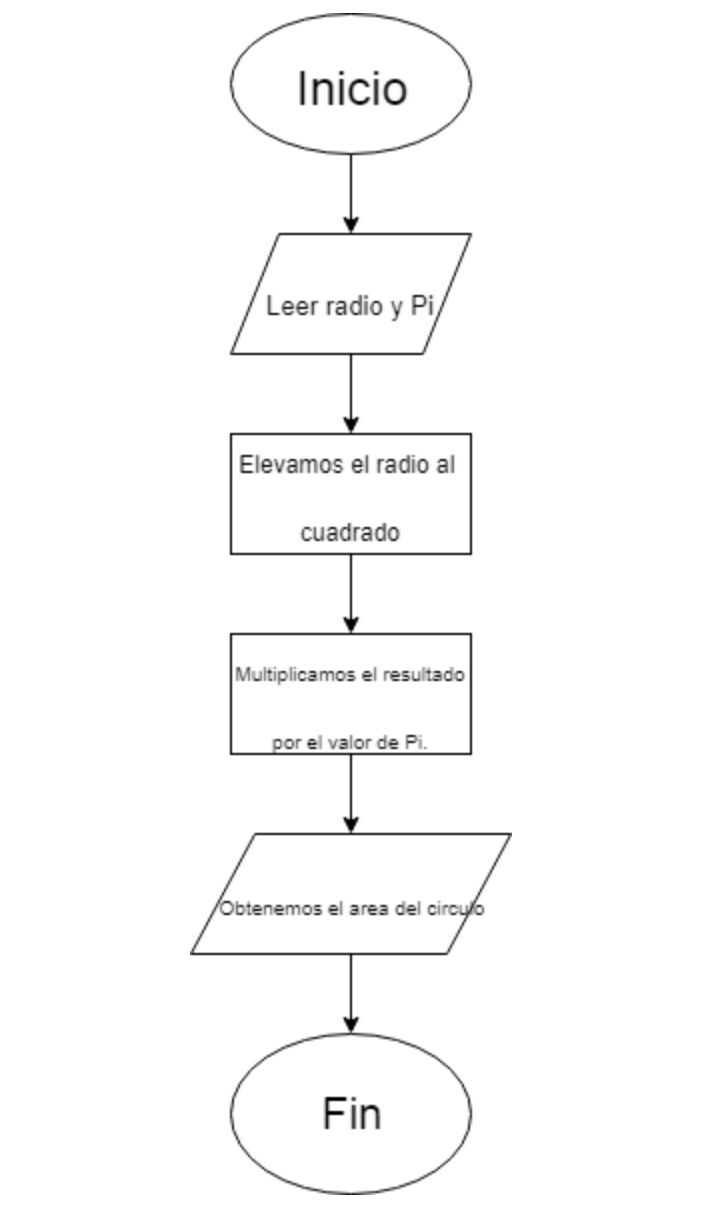 Inicio
Leer radio y Pi
Elevamos el radio al
cuadrado
Multiplicamos el resultado
por el valor de Pi.
Obtenemos el area del circulo
Fin